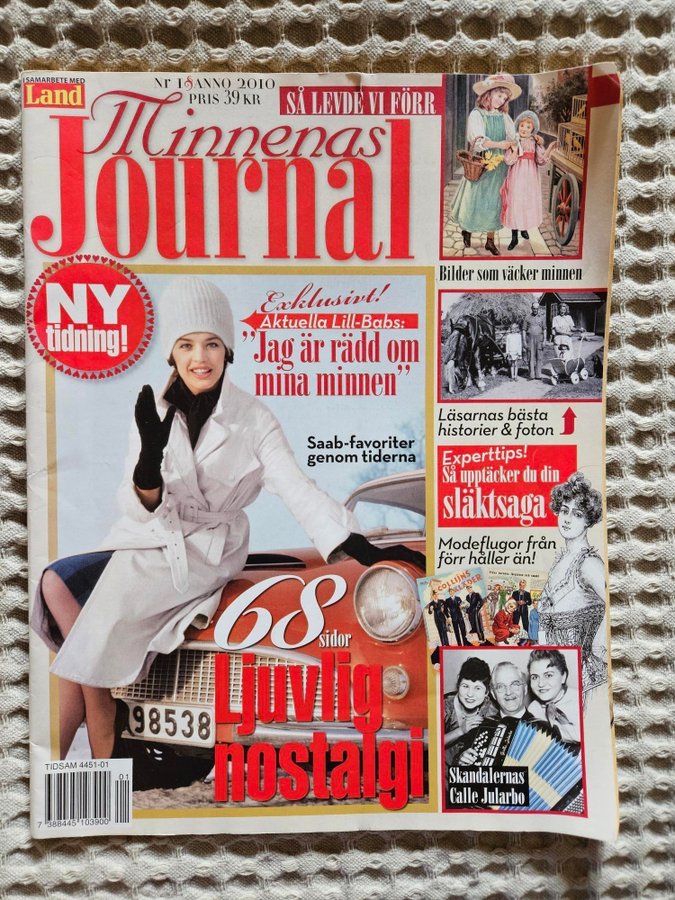 I SAMARBETE MED
Land
Nr 1 ANNO 2010
PRIS 39 KR
SÅ LEVDE VI FÖRR
Minnenas
Journal
NY
tidning!
Bilder som väcker minnen
Exklusivt!
Aktuella Lill-Babs:
"Jag är rädd om
mina minnen"
Saab-favoriter
genom tiderna
Läsarnas bästa
historier & foton
Experttips!
Så upptäcker du din
släktsaga
Modeflugor från
förr håller än!
COLLIJNS
KLÄDER
68
sidor
Ljuvlig
nostalgi
98538
Skandalernas
Calle Jularbo
TIDSAM 4451-01
01
7 388445 103900